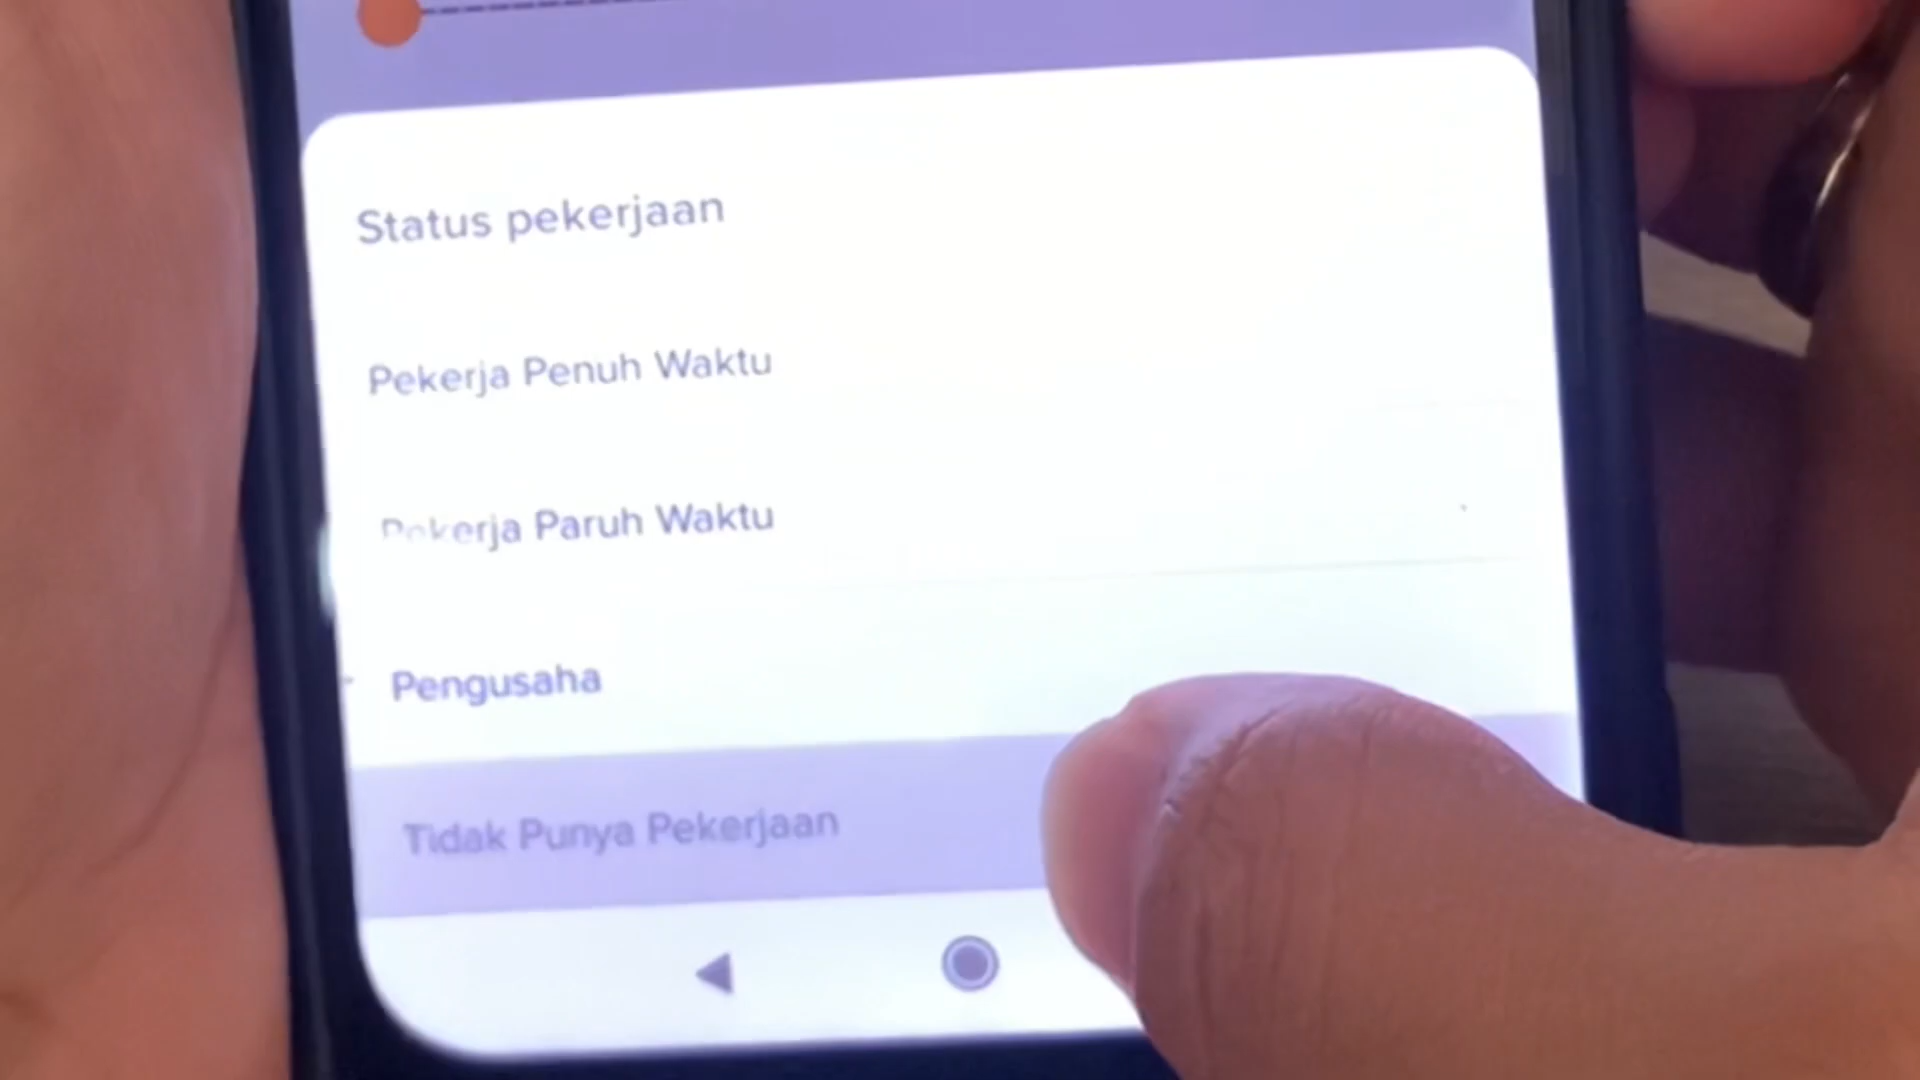 Status pekerjaan
Pekerja Penuh Waktu
Pekerja Paruh Waktu
Pengusaha
Tidak Punya Pekerjaan